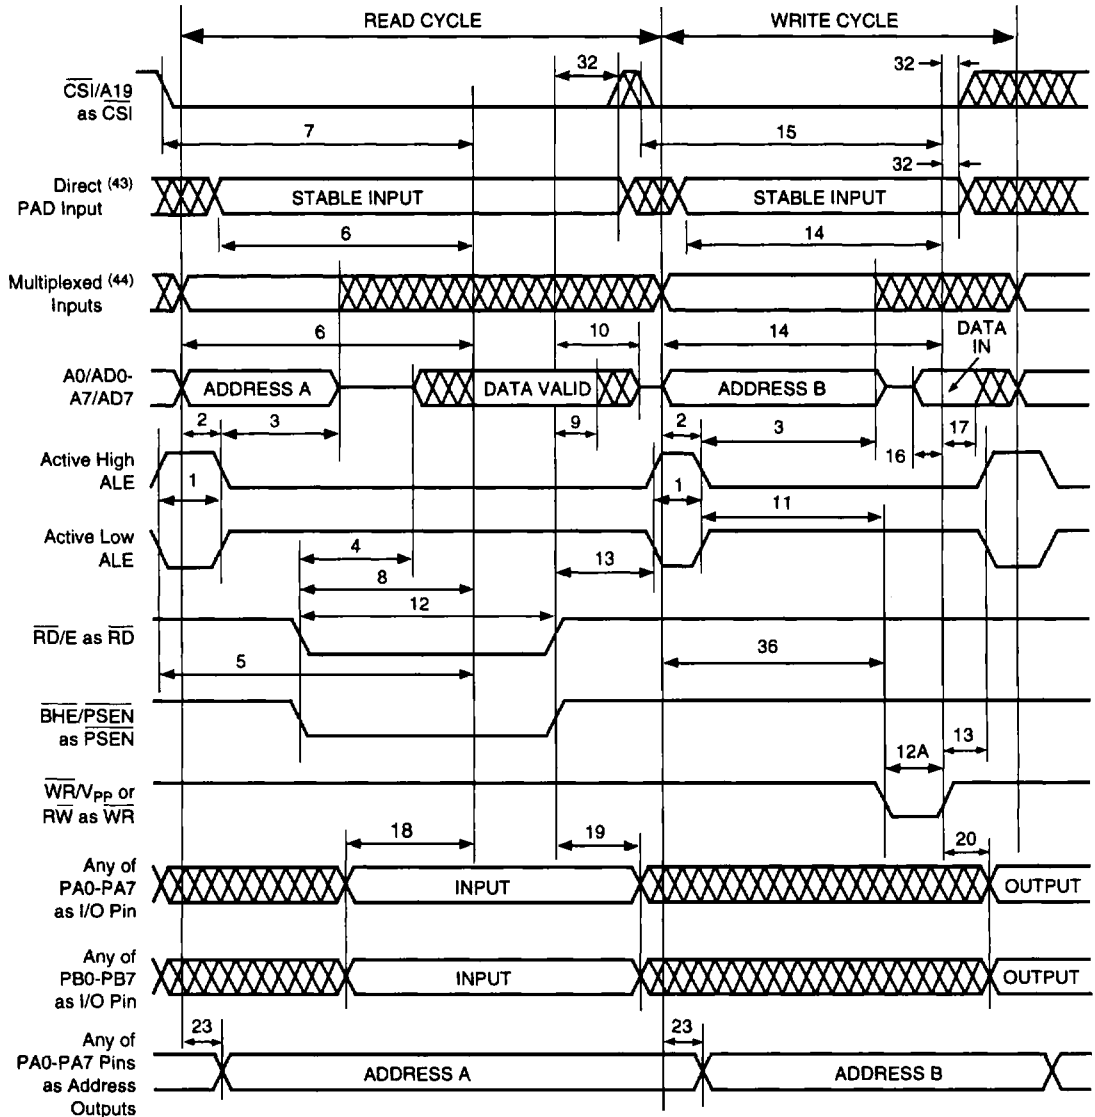 READ CYCLE WRITE CYCLE
32 32
CSI/A19
as CSI
7 15
32
Direct (43)
PAD Input
STABLE INPUT STABLE INPUT
6 14
Multiplexed (44)
Inputs
6 10 14 DATA
IN
A0/AD0-
A7/AD7
ADDRESS A DATA VALID ADDRESS B
2 3 9 2 3 16 17
Active High
ALE
1 1
11
Active Low
ALE
4 13
8
12
RD/E as RD
5 36
BHE/PSEN
as PSEN
12A 13
WR/VPP or
RW as WR
18 19 20
Any of
PA0-PA7
as I/O Pin
INPUT OUTPUT
Any of
PB0-PB7
as I/O Pin
INPUT OUTPUT
23 23
Any of
PA0-PA7 Pins
as Address
Outputs
ADDRESS A ADDRESS B